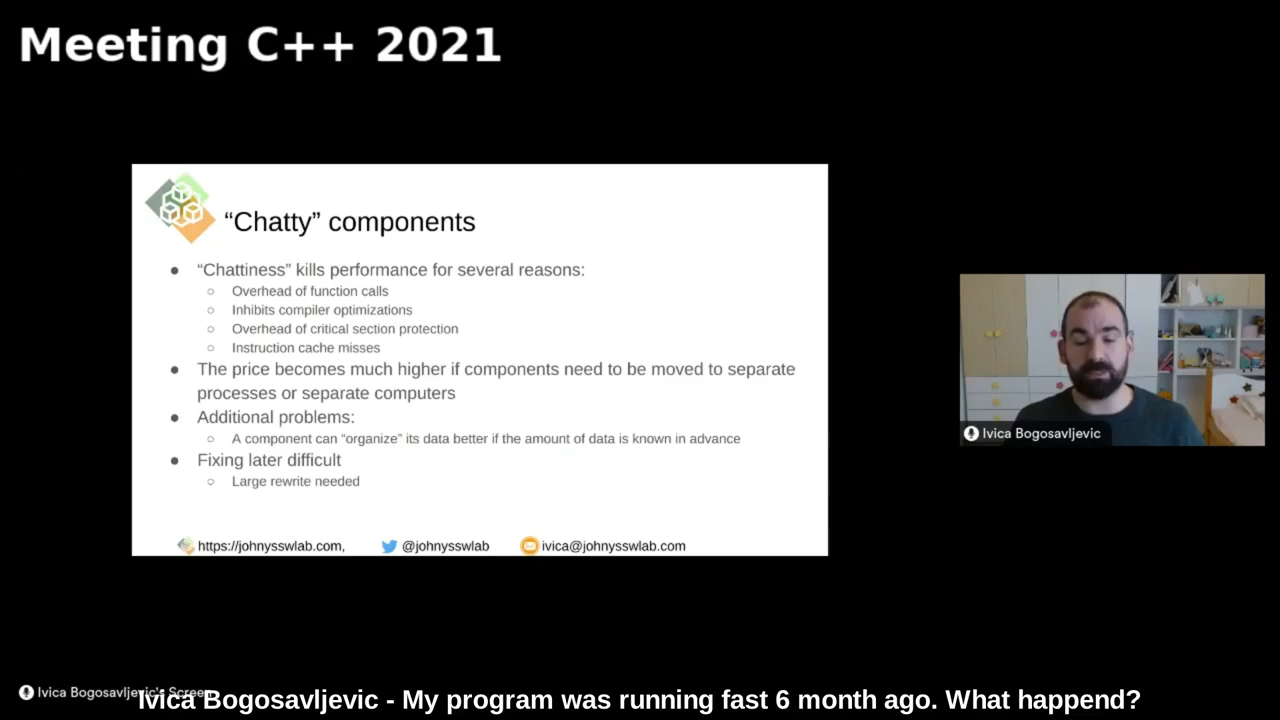 Meeting C++ 2021
“Chatty” components
● “Chattiness” kills performance for several reasons:
○ Overhead of function calls
○ Inhibits compiler optimizations
○ Overhead of critical section protection
○ Instruction cache misses
● The price becomes much higher if components need to be moved to separate
processes or separate computers
● Additional problems:
○ A component can “organize” its data better if the amount of data is known in advance
● Fixing later difficult
○ Large rewrite needed
https://johnysswlab.com, @johnysswlab ivica@johnysswlab.com
Ivica Bogosavljevic
Ivica Bogosavljevic's Screen
Ivica Bogosavljevic - My program was running fast 6 month ago. What happend?